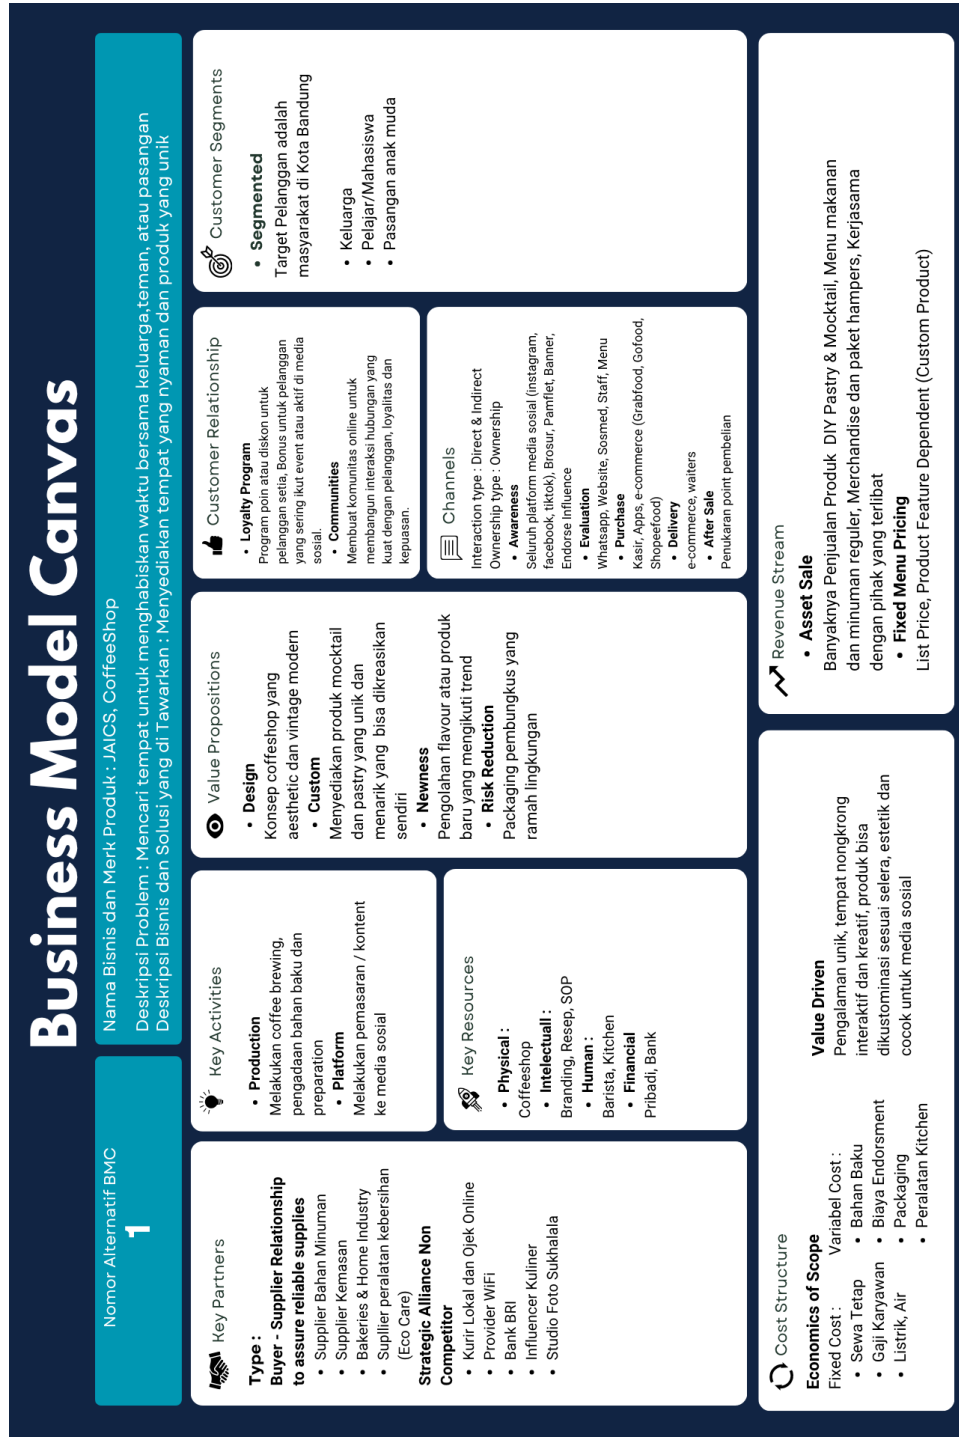 Business Model Canvas
Nomor Alternatif BMC
1
Nama Bisnis dan Merk Produk : JAICS, CoffeeShop
Deskripsi Problem : Mencari tempat untuk menghabiskan waktu bersama keluarga,teman, atau pasangan
Deskripsi Bisnis dan Solusi yang di Tawarkan : Menyediakan tempat yang nyaman dan produk yang unik
Key Partners
Type :
Buyer - Supplier Relationship
to assure reliable supplies
• Supplier Bahan Minuman
• Supplier Kemasan
• Bakeries & Home Industry
• Supllier peralatan kebersihan
(Eco Care)
Strategic Alliance Non
Competitor
• Kurir Lokal dan Ojek Online
• Provider WiFi
• Bank BRI
• Influencer Kuliner
• Studio Foto Sukhalala
Key Activities
• Production
Melakukan coffee brewing,
pengadaan bahan baku dan
preparation
• Platform
Melakukan pemasaran / kontent
ke media sosial
Key Resources
• Physical :
Coffeeshop
• Intelectuall :
Branding, Resep, SOP
• Human :
Barista, Kitchen
• Financial
Pribadi, Bank
Value Propositions
• Design
Konsep coffeshop yang
aesthetic dan vintage modern
• Custom
Menyediakan produk mocktail
dan pastry yang unik dan
menarik yang bisa dikreasikan
sendiri
• Newness
Pengolahan flavour atau produk
baru yang mengikuti trend
• Risk Reduction
Packaging pembungkus yang
ramah lingkungan
Customer Relationship
• Loyalty Program
Program poin atau diskon untuk
pelanggan setia, Bonus untuk pelanggan
yang sering ikut event atau aktif di media
sosial.
• Communities
Membuat komunitas online untuk
membangun interaksi hubungan yang
kuat dengan pelanggan, loyalitas dan
kepuasan.
Channels
Interaction type : Direct & Indirect
Ownership type : Ownership
• Awareness
Seluruh platform media sosial (instagram,
facebook, tiktok), Brosur, Pamflet, Banner,
Endorse Influence
• Evaluation
Whatsapp, Website, Sosmed, Staff, Menu
• Purchase
Kasir, Apps, e-commerce (Grabfood, Gofood,
Shopeefood)
• Delivery
e-commerce, waiters
• After Sale
Penukaran point pembelian
Customer Segments
• Segmented
Target Pelanggan adalah
masyarakat di Kota Bandung
• Keluarga
• Pelajar/Mahasiswa
• Pasangan anak muda
Cost Structure
Economics of Scope
Fixed Cost :
• Sewa Tetap
• Gaji Karyawan
• Listrik, Air
Variabel Cost :
• Bahan Baku
• Biaya Endorsment
• Packaging
• Peralatan Kitchen
Value Driven
Pengalaman unik, tempat nongkrong
interaktif dan kreatif, produk bisa
dikustominasi sesuai selera, estetik dan
cocok untuk media sosial
Revenue Stream
• Asset Sale
Banyaknya Penjualan Produk DIY Pastry & Mocktail, Menu makanan
dan minuman reguler, Merchandise dan paket hampers, Kerjasama
dengan pihak yang terlibat
• Fixed Menu Pricing
List Price, Product Feature Dependent (Custom Product)